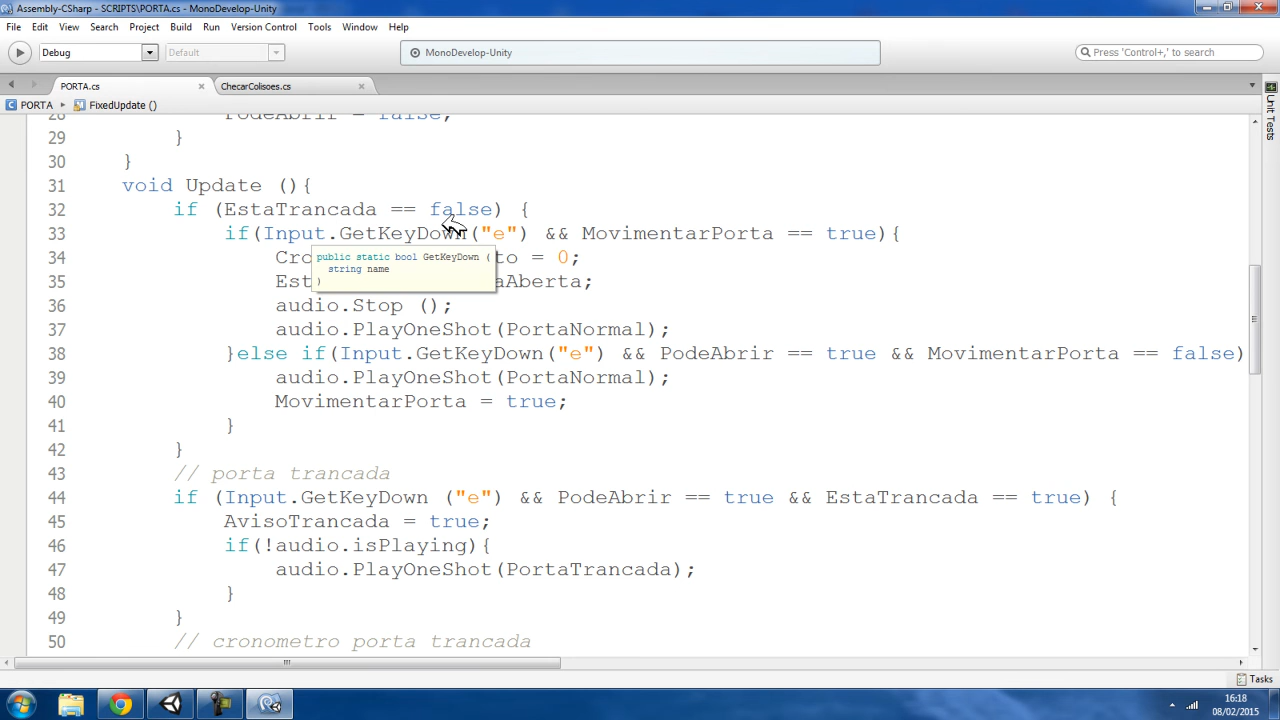 Assembly-CSharp - SCRIPTS\PORTA.cs - MonoDevelop-Unity
File Edit View Search Project Build Run Version Control Tools Window Help
Debug Default MonoDevelop-Unity Press 'Control+,' to search
PORTA.cs ChecarColisoes.cs
PORTA FixedUpdate ()
Unit Tests
28 PodeAbrir = false;
29 }
30 }
31 void Update (){
32 if (EstaTrancada == false) {
33 if(Input.GetKeyDown("e") && MovimentarPorta == true){
34 Cro to = 0;
35 Est aAberta;
public static bool GetKeyDown (
string name
)
36 audio.Stop ();
37 audio.PlayOneShot(PortaNormal);
38 }else if(Input.GetKeyDown("e") && PodeAbrir == true && MovimentarPorta == false)
39 audio.PlayOneShot(PortaNormal);
40 MovimentarPorta = true;
41 }
42 }
43 // porta trancada
44 if (Input.GetKeyDown ("e") && PodeAbrir == true && EstaTrancada == true) {
45 AvisoTrancada = true;
46 if(!audio.isPlaying){
47 audio.PlayOneShot(PortaTrancada);
48 }
49 }
50 // cronometro porta trancada
Tasks
16:18
08/02/2015